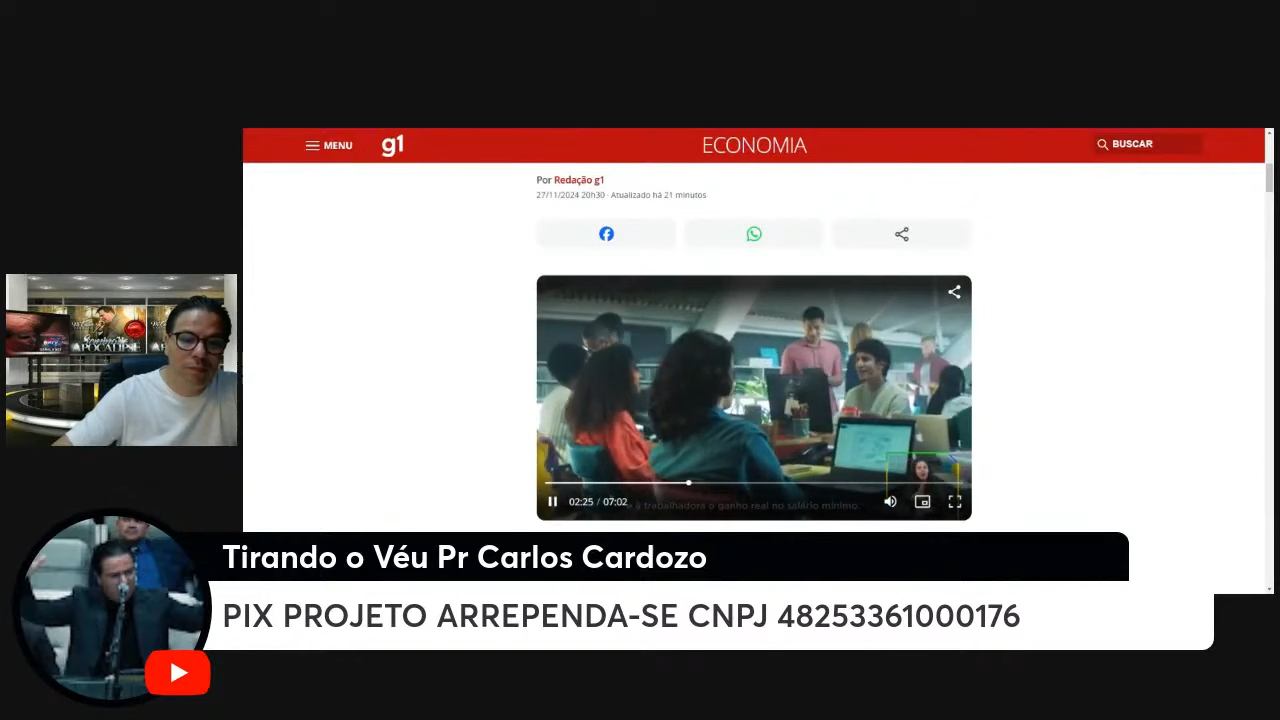 MENU
g1
ECONOMIA
BUSCAR
Por Redação g1
27/11/2024 20h30 · Atualizado há 21 minutos
APOCALIPSE
02:25 / 07:02
e à trabalhadora o ganho real no salário mínimo.
Tirando o Véu Pr Carlos Cardozo
PIX PROJETO ARREPENDA-SE CNPJ 48253361000176